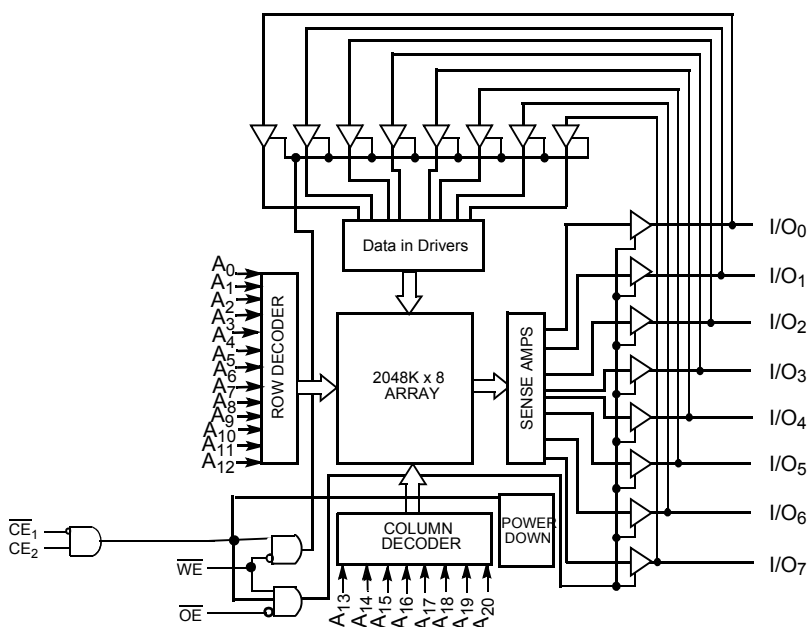 I/O0
Data in Drivers
I/O1
A0
A1
A2
A3
A4
A5
A6
A7
A8
A9
A10
A11
A12
ROW DECODER
2048K x 8
ARRAY
SENSE AMPS
I/O2
I/O3
I/O4
I/O5
I/O6
I/O7
CE1
CE2
WE
OE
COLUMN
DECODER
POWER
DOWN
A13
A14
A15
A16
A17
A18
A19
A20